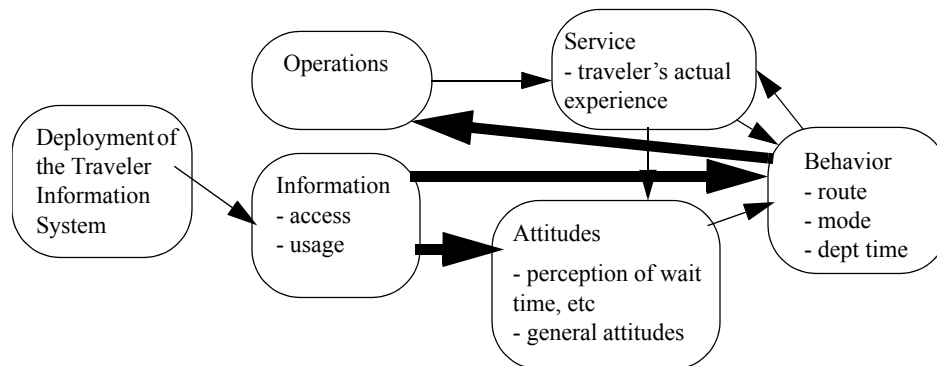 Operations
Service
- traveler's actual
experience
Deployment of
the Traveler
Information
System
Information
- access
- usage
Attitudes
- perception of wait
time, etc
- general attitudes
Behavior
- route
- mode
- dept time